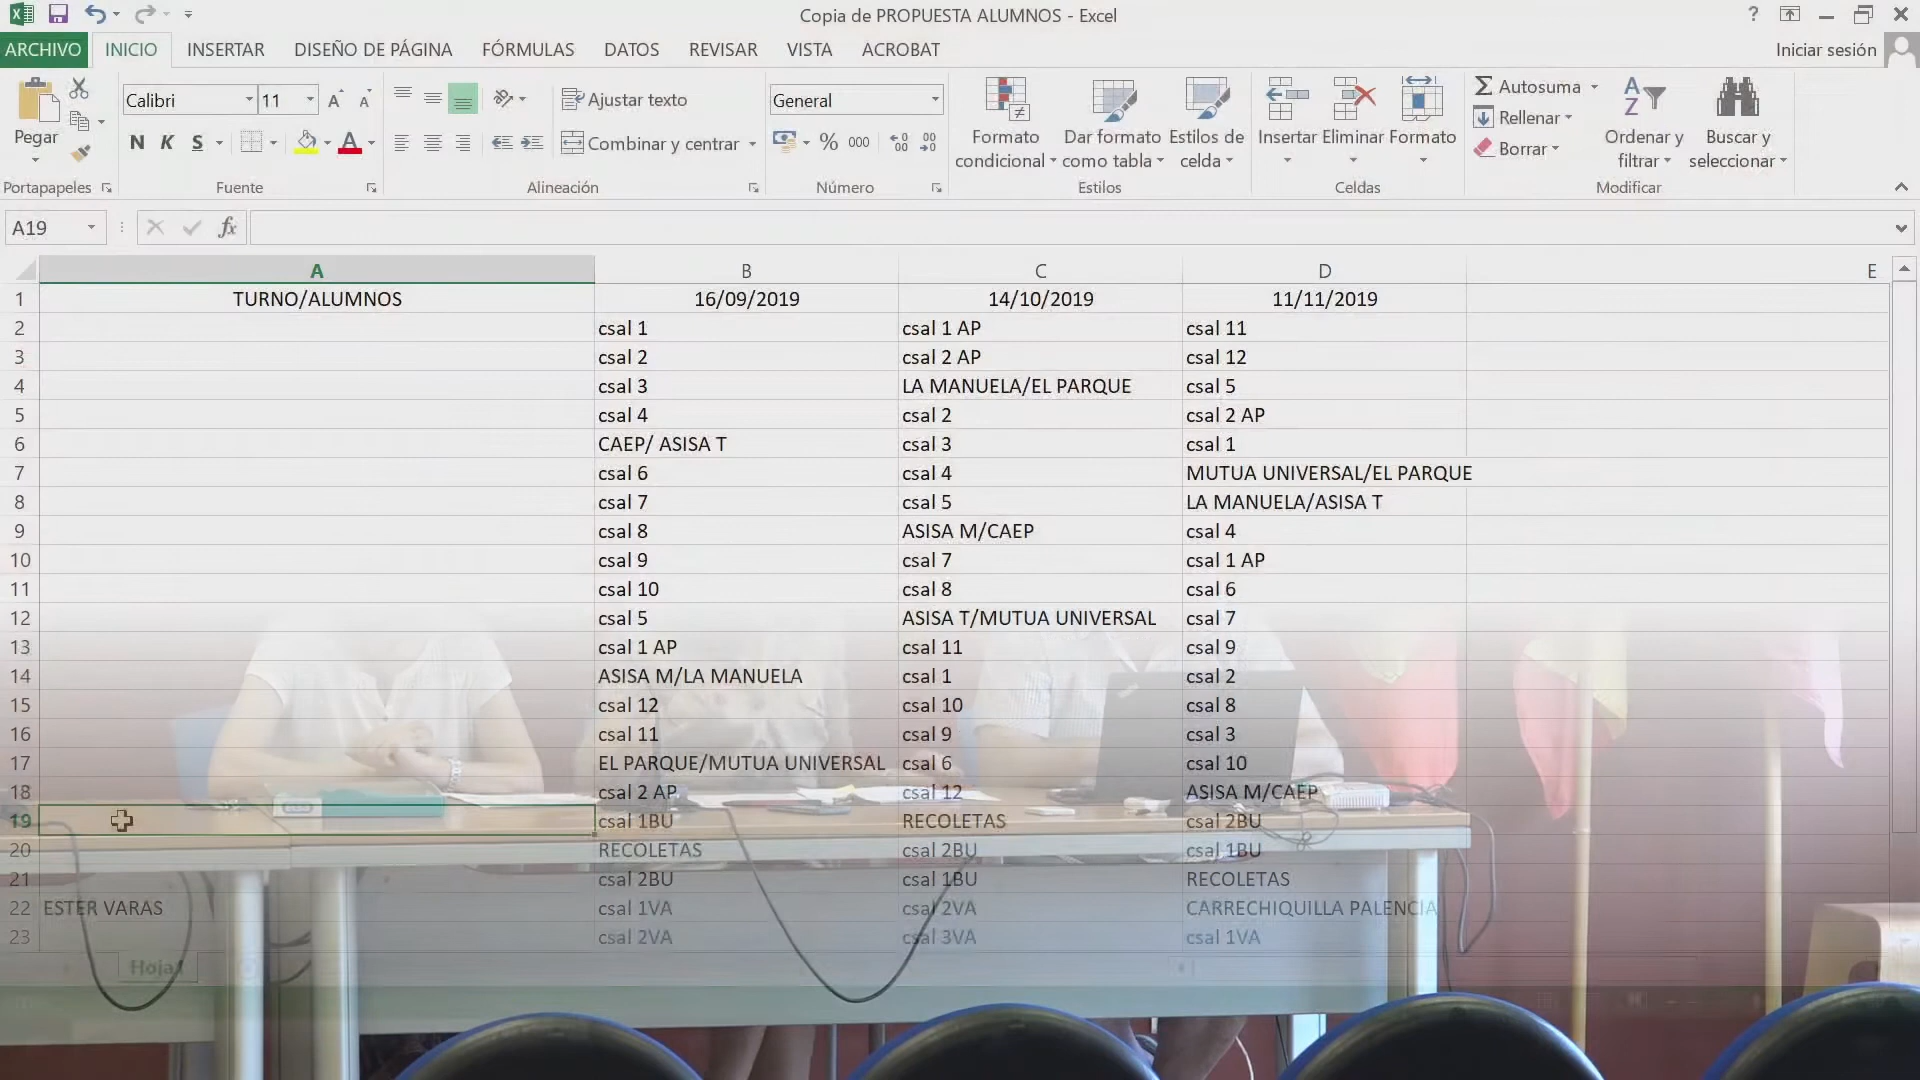 Copia de PROPUESTA ALUMNOS - Excel
ARCHIVO INICIO INSERTAR DISEÑO DE PÁGINA FÓRMULAS DATOS REVISAR VISTA ACROBAT Iniciar sesión
Calibri 11 Ajustar texto General Autosuma
Pegar N K S Combinar y centrar % 000 Formato condicional Dar formato como tabla Estilos de celda Insertar Eliminar Formato Rellenar Borrar Ordenar y filtrar Buscar y seleccionar
Portapapeles Fuente Alineación Número Estilos Celdas Modificar
A19 fx
A B C D E
1 TURNO/ALUMNOS 16/09/2019 14/10/2019 11/11/2019
2 csal 1 csal 1 AP csal 11
3 csal 2 csal 2 AP csal 12
4 csal 3 LA MANUELA/EL PARQUE csal 5
5 csal 4 csal 2 csal 2 AP
6 CAEP/ ASISA T csal 3 csal 1
7 csal 6 csal 4 MUTUA UNIVERSAL/EL PARQUE
8 csal 7 csal 5 LA MANUELA/ASISA T
9 csal 8 ASISA M/CAEP csal 4
10 csal 9 csal 7 csal 1 AP
11 csal 10 csal 8 csal 6
12 csal 5 ASISA T/MUTUA UNIVERSAL csal 7
13 csal 1 AP csal 11 csal 9
14 ASISA M/LA MANUELA csal 1 csal 2
15 csal 12 csal 10 csal 8
16 csal 11 csal 9 csal 3
17 EL PARQUE/MUTUA UNIVERSAL csal 6 csal 10
18 csal 2 AP csal 12 ASISA M/CAEP
19 csal 1BU RECOLETAS csal 2BU
20 RECOLETAS csal 2BU csal 1BU
21 csal 2BU csal 1BU RECOLETAS
22 ESTER VARAS csal 1VA csal 2VA CARRECHIQUILLA PALENCIA
23 csal 2VA csal 3VA csal 1VA
Hoja1